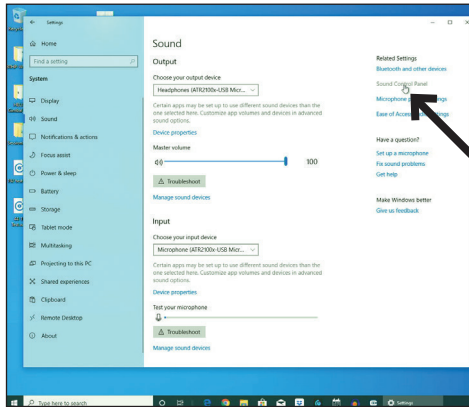 Settings
Home
Find a setting
System
Display
Sound
Notifications & actions
Focus assist
Power & sleep
Battery
Storage
Tablet mode
Multitasking
Projecting to this PC
Shared experiences
Clipboard
Remote Desktop
About
Sound
Output
Choose your output device
Headphones (ATR2100x-USB Micr...
Certain apps may be set up to use different sound devices than the
one selected here. Customize app volumes and devices in advanced
sound options.
Device properties
Master volume
100
Troubleshoot
Manage sound devices
Input
Choose your input device
Microphone (ATR2100x-USB Micr...
Certain apps may be set up to use different sound devices than the
one selected here. Customize app volumes and devices in advanced
sound options.
Device properties
Test your microphone
Troubleshoot
Manage sound devices
Related Settings
Bluetooth and other devices
Sound Control Panel
Microphone
Ease of
Have a question?
Set up a microphone
Fix sound problems
Get help
Make Windows better
Give us feedback
Type here to search
Settings